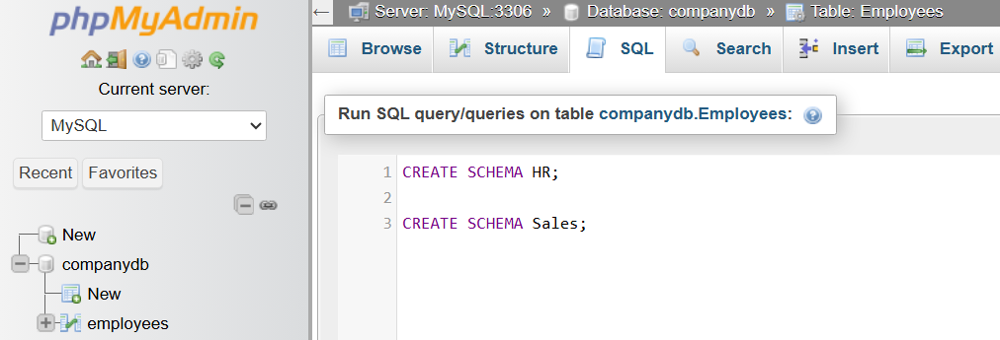 phpMyAdmin
Current server:
MySQL
Recent Favorites
New
companydb
New
employees
← Server: MySQL:3306 » Database: companydb » Table: Employees
Browse Structure SQL Search Insert Export
Run SQL query/queries on table companydb.Employees:
1 CREATE SCHEMA HR;
2
3 CREATE SCHEMA Sales;